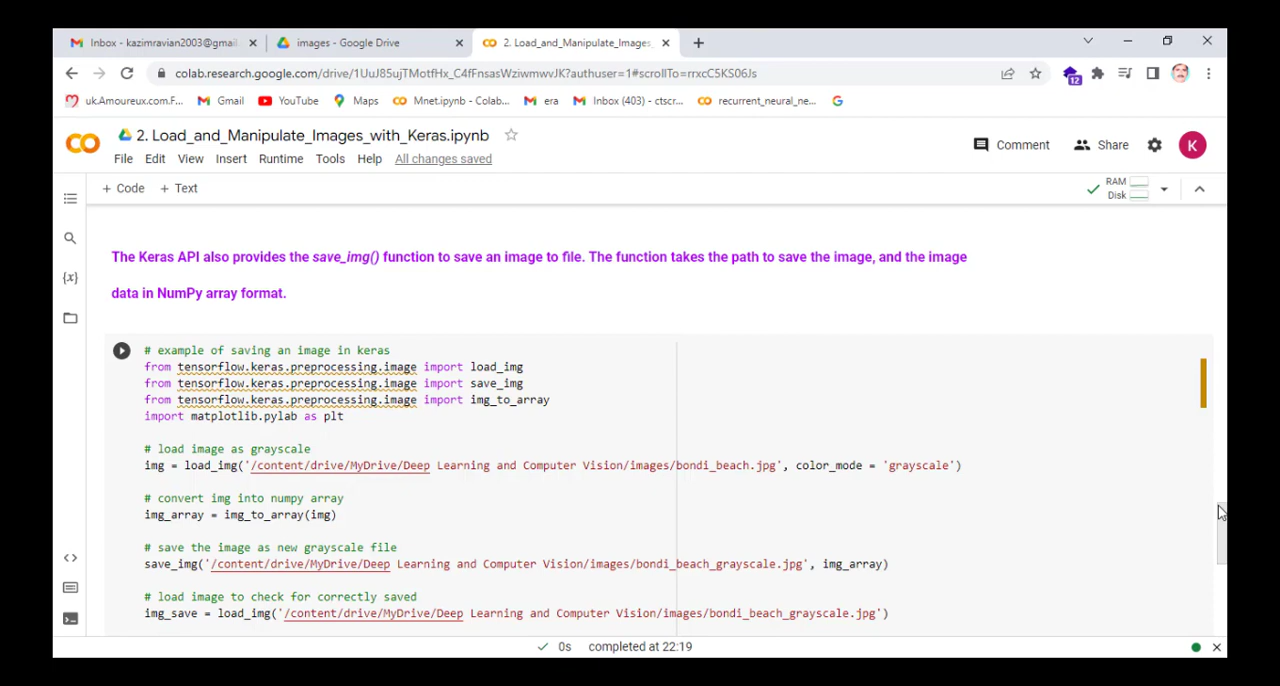 Inbox - kazimravian2003@gmail.
images - Google Drive
2. Load_and_Manipulate_Images_
colab.research.google.com/drive/1UuJ85ujTMotfHx_C4fFnsasWziwmwvJK?authuser=1#scrollTo=rrxcC5KS06Js
12
uk.Amoureux.com.F...
Gmail
YouTube
Maps
Mnet.ipynb - Colab...
era
Inbox (403) - ctscr...
recurrent_neural_ne...
2. Load_and_Manipulate_Images_with_Keras.ipynb
Comment
Share
K
File Edit View Insert Runtime Tools Help All changes saved
+ Code + Text
RAM
Disk
The Keras API also provides the save_img() function to save an image to file. The function takes the path to save the image, and the image
data in NumPy array format.
{x}
# example of saving an image in keras
from tensorflow.keras.preprocessing.image import load_img
from tensorflow.keras.preprocessing.image import save_img
from tensorflow.keras.preprocessing.image import img_to_array
import matplotlib.pylab as plt
# load image as grayscale
img = load_img('/content/drive/MyDrive/Deep Learning and Computer Vision/images/bondi_beach.jpg', color_mode = 'grayscale')
# convert img into numpy array
img_array = img_to_array(img)
# save the image as new grayscale file
save_img('/content/drive/MyDrive/Deep Learning and Computer Vision/images/bondi_beach_grayscale.jpg', img_array)
# load image to check for correctly saved
img_save = load_img('/content/drive/MyDrive/Deep Learning and Computer Vision/images/bondi_beach_grayscale.jpg')
0s completed at 22:19